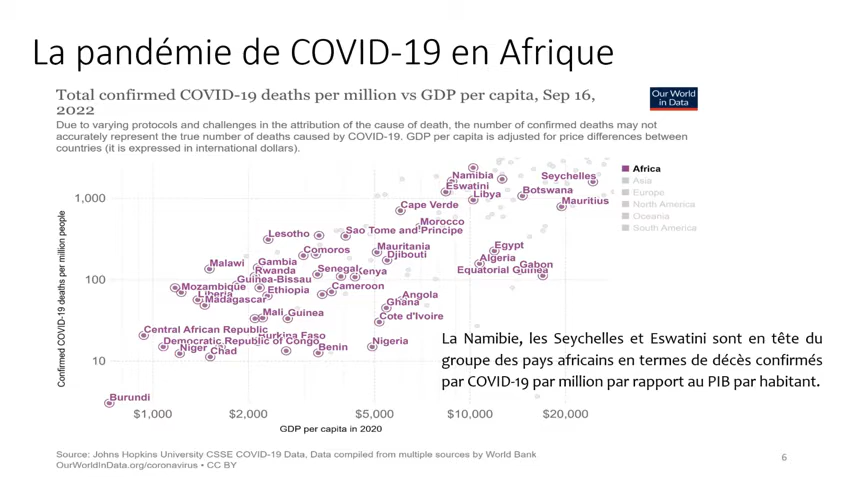 La pandémie de COVID-19 en Afrique
Total confirmed COVID-19 deaths per million vs GDP per capita, Sep 16,
2022
Our World
in Data
Due to varying protocols and challenges in the attribution of the cause of death, the number of confirmed deaths may not
accurately represent the true number of deaths caused by COVID-19. GDP per capita is adjusted for price differences between
countries (it is expressed in international dollars).
Africa
Asia
Europe
North America
Oceania
South America
Confirmed COVID-19 deaths per million people
1,000
100
10
Namibia
Seychelles
Eswatini
Libya
Botswana
Mauritius
Cape Verde
Morocco
Lesotho
Sao Tome and Principe
Comoros
Mauritania
Djibouti
Egypt
Algeria
Gabon
Equatorial Guinea
Malawi
Gambia
Rwanda
Senegal
Kenya
Guinea-Bissau
Mozambique
Liberia
Ethiopia
Cameroon
Madagascar
Angola
Ghana
Mali
Guinea
Cote d'Ivoire
Central African Republic
Burkina Faso
Democratic Republic of Congo
Niger
Chad
Benin
Nigeria
Burundi
La Namibie, les Seychelles et Eswatini sont en tête du
groupe des pays africains en termes de décès confirmés
par COVID-19 par million par rapport au PIB par habitant.
$1,000
$2,000
$5,000
$10,000
$20,000
GDP per capita in 2020
Source: Johns Hopkins University CSSE COVID-19 Data, Data compiled from multiple sources by World Bank
OurWorldInData.org/coronavirus • CC BY
6